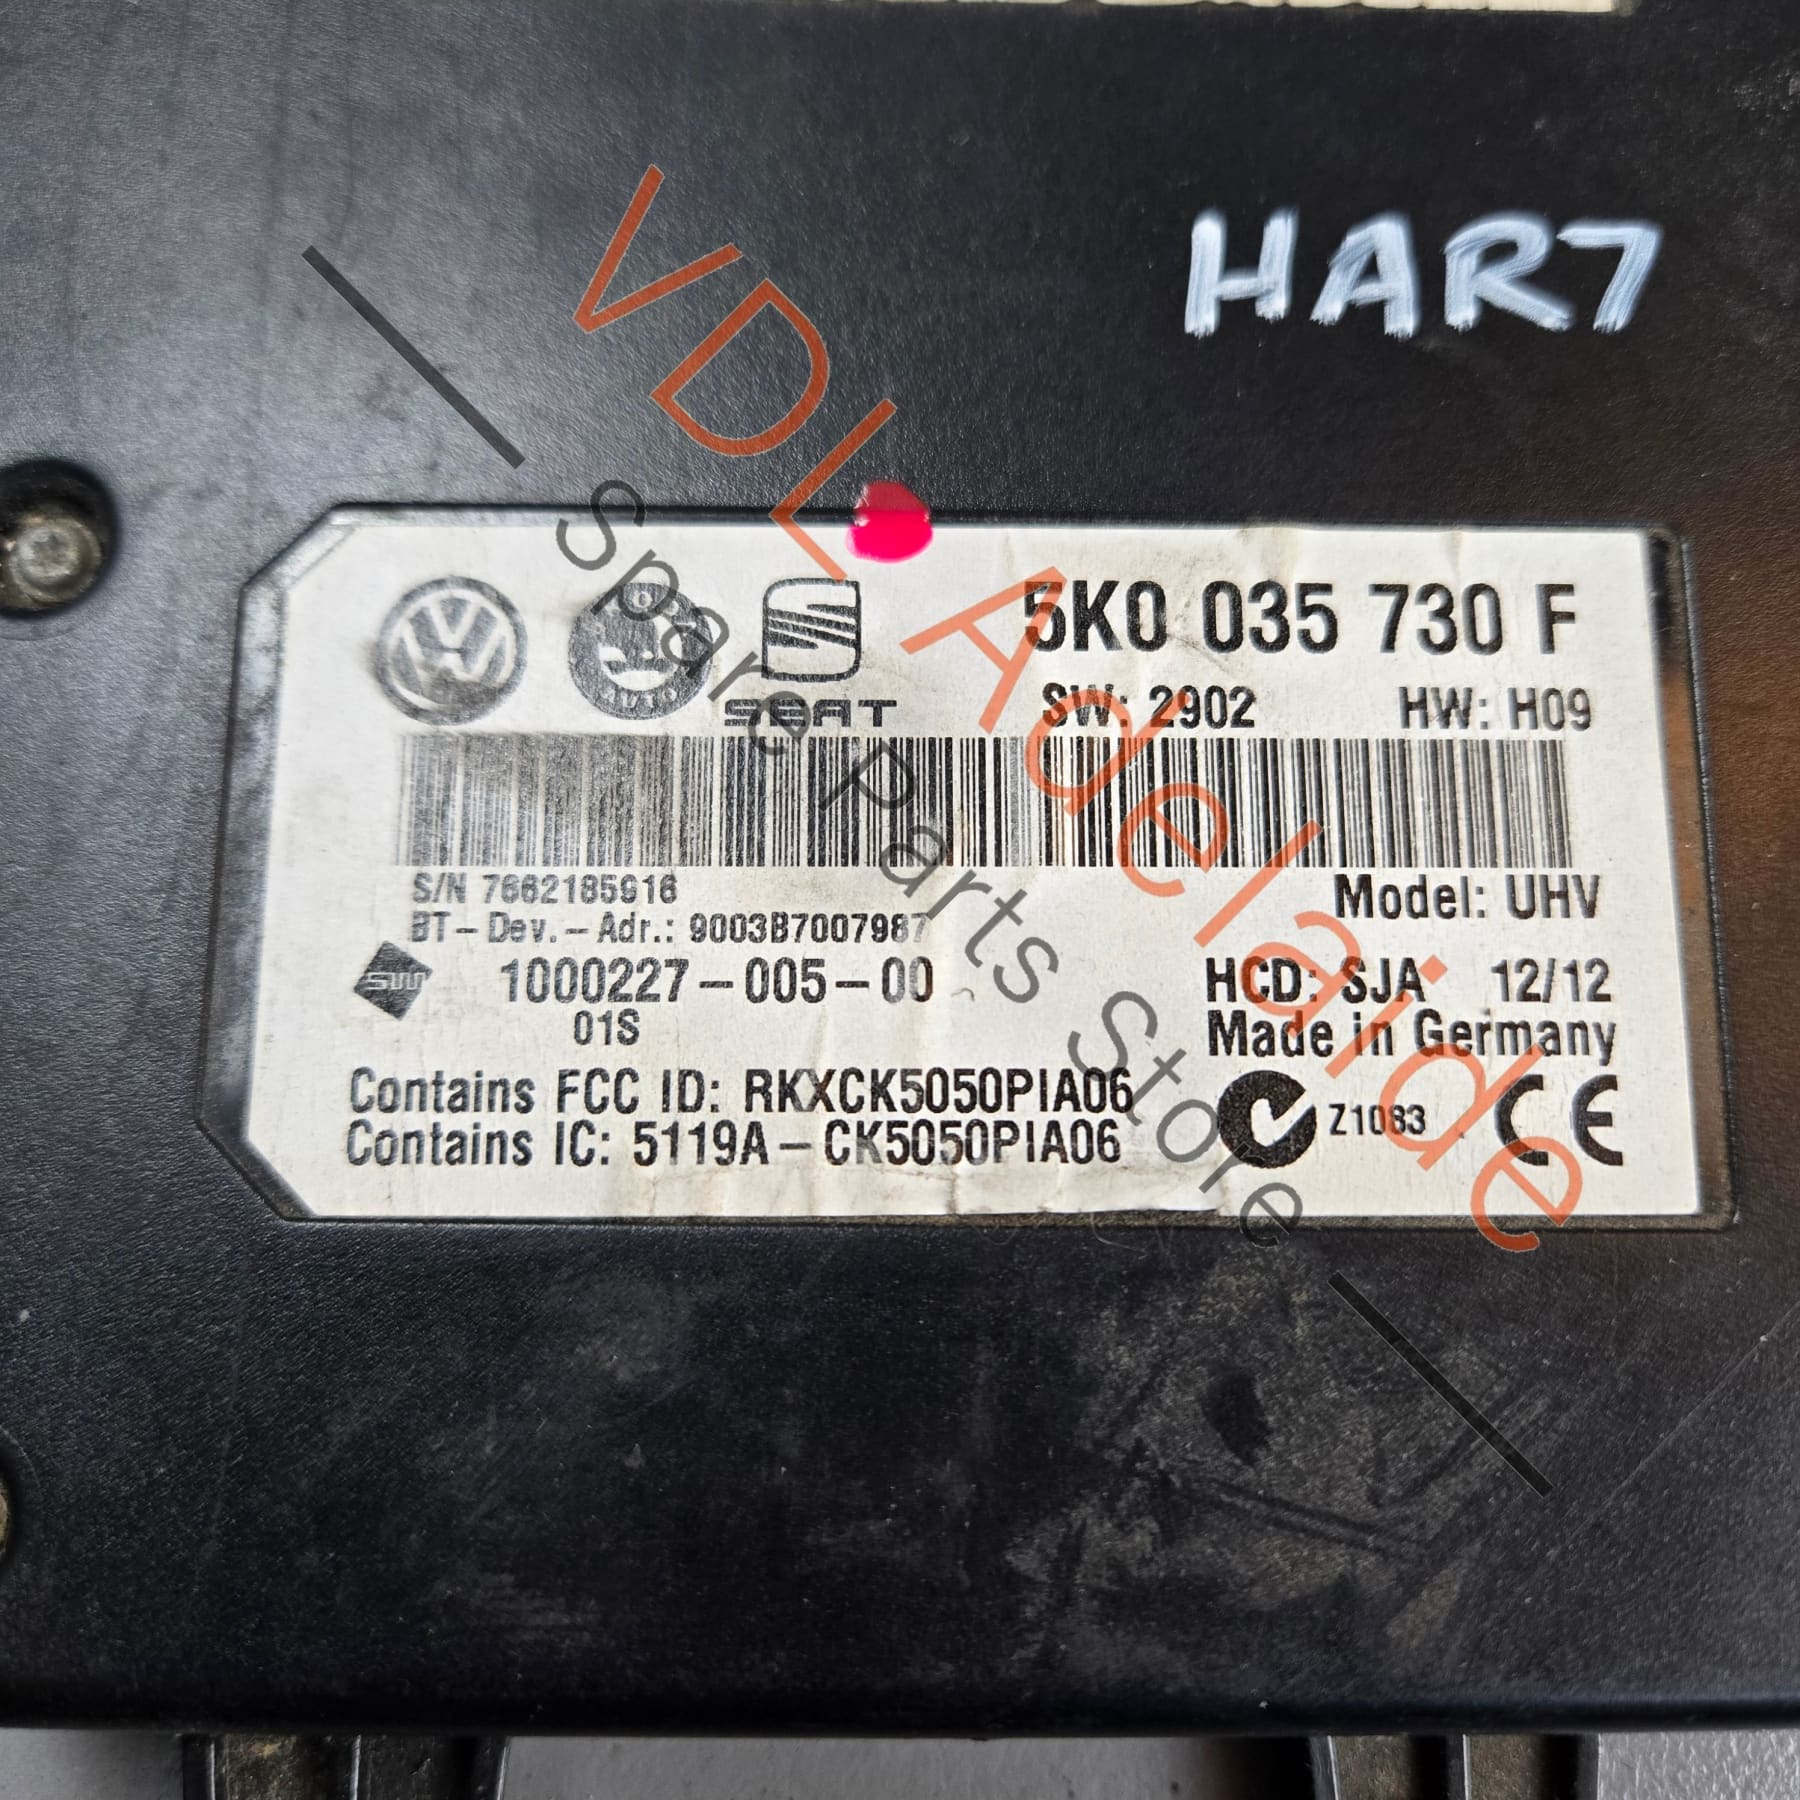 HART
VDL Adelaide
Spare Parts Store
SEAT
5K0 035 730 F
SW: 2902 HW: H09
S/N 7662185916
Model: UHV
BT-Dev.-Adr.: 9003B7007987
1000227-005-00
HCD: SJA 12/12
01S
Made in Germany
Contains FCC ID: RKXCK5050PIA06
Contains IC: 5119A-CK5050PIA06
Z1083 CE